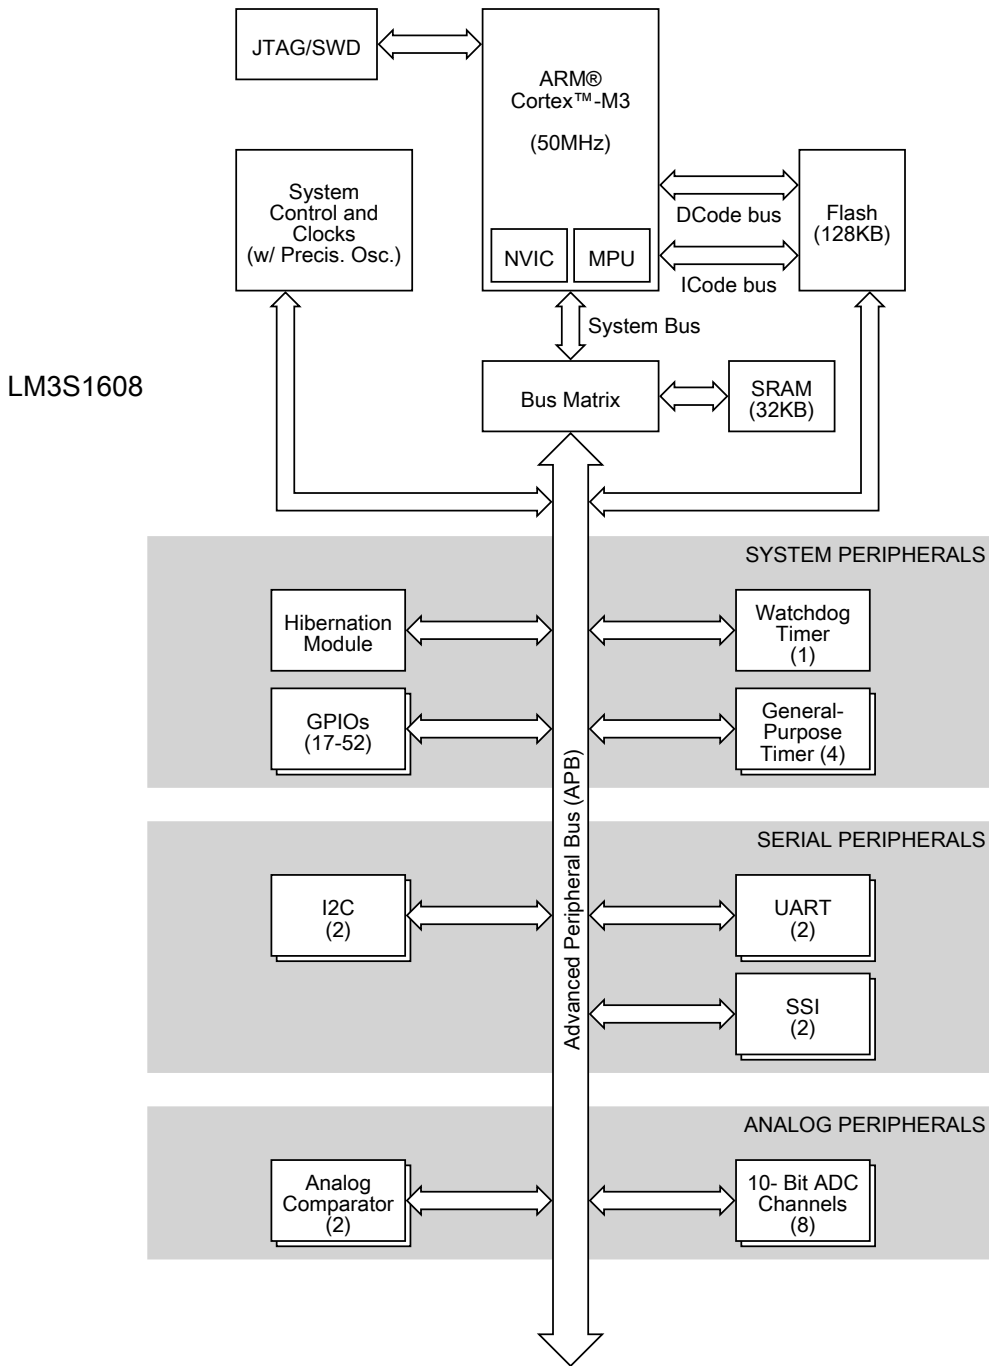 JTAG/SWD
ARM®
Cortex™-M3
(50MHz)
System
Control and
Clocks
(w/ Precis. Osc.)
DCode bus
Flash
(128KB)
NVIC
MPU
ICode bus
System Bus
LM3S1608
Bus Matrix
SRAM
(32KB)
SYSTEM PERIPHERALS
Hibernation
Module
Watchdog
Timer
(1)
GPIOs
(17-52)
General-
Purpose
Timer (4)
Advanced Peripheral Bus (APB)
SERIAL PERIPHERALS
I2C
(2)
UART
(2)
SSI
(2)
ANALOG PERIPHERALS
Analog
Comparator
(2)
10- Bit ADC
Channels
(8)